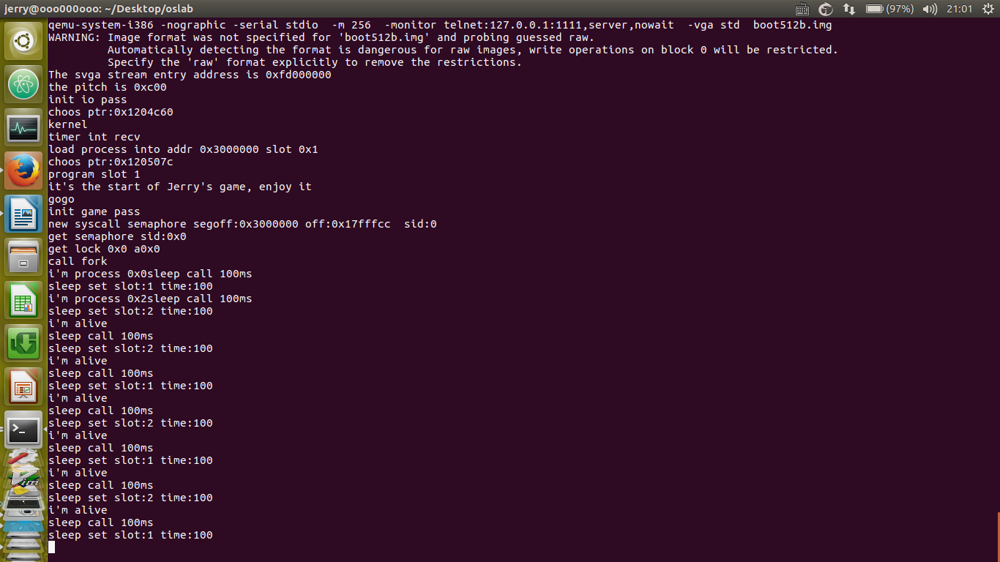 jerry@ooo000ooo: ~/Desktop/oslab
(97%)
21:01
qemu-system-i386 -nographic -serial stdio  -m 256  -monitor telnet:127.0.0.1:1111,server,nowait  -vga std  boot512b.img
WARNING: Image format was not specified for 'boot512b.img' and probing guessed raw.
         Automatically detecting the format is dangerous for raw images, write operations on block 0 will be restricted.
         Specify the 'raw' format explicitly to remove the restrictions.
The svga stream entry address is 0xfd000000
the pitch is 0xc00
init io pass
choos ptr:0x1204c60
kernel
timer int recv
load process into addr 0x3000000 slot 0x1
choos ptr:0x120507c
program slot 1
it's the start of Jerry's game, enjoy it
gogo
init game pass
new syscall semaphore segoff:0x3000000 off:0x17fffcc  sid:0
get semaphore sid:0x0
get lock 0x0 a0x0
call fork
i'm process 0x0sleep call 100ms
sleep set slot:1 time:100
i'm process 0x2sleep call 100ms
sleep set slot:2 time:100
i'm alive
sleep call 100ms
sleep set slot:2 time:100
i'm alive
sleep call 100ms
sleep set slot:1 time:100
i'm alive
sleep call 100ms
sleep set slot:2 time:100
i'm alive
sleep call 100ms
sleep set slot:1 time:100
i'm alive
sleep call 100ms
sleep set slot:2 time:100
i'm alive
sleep call 100ms
sleep set slot:1 time:100